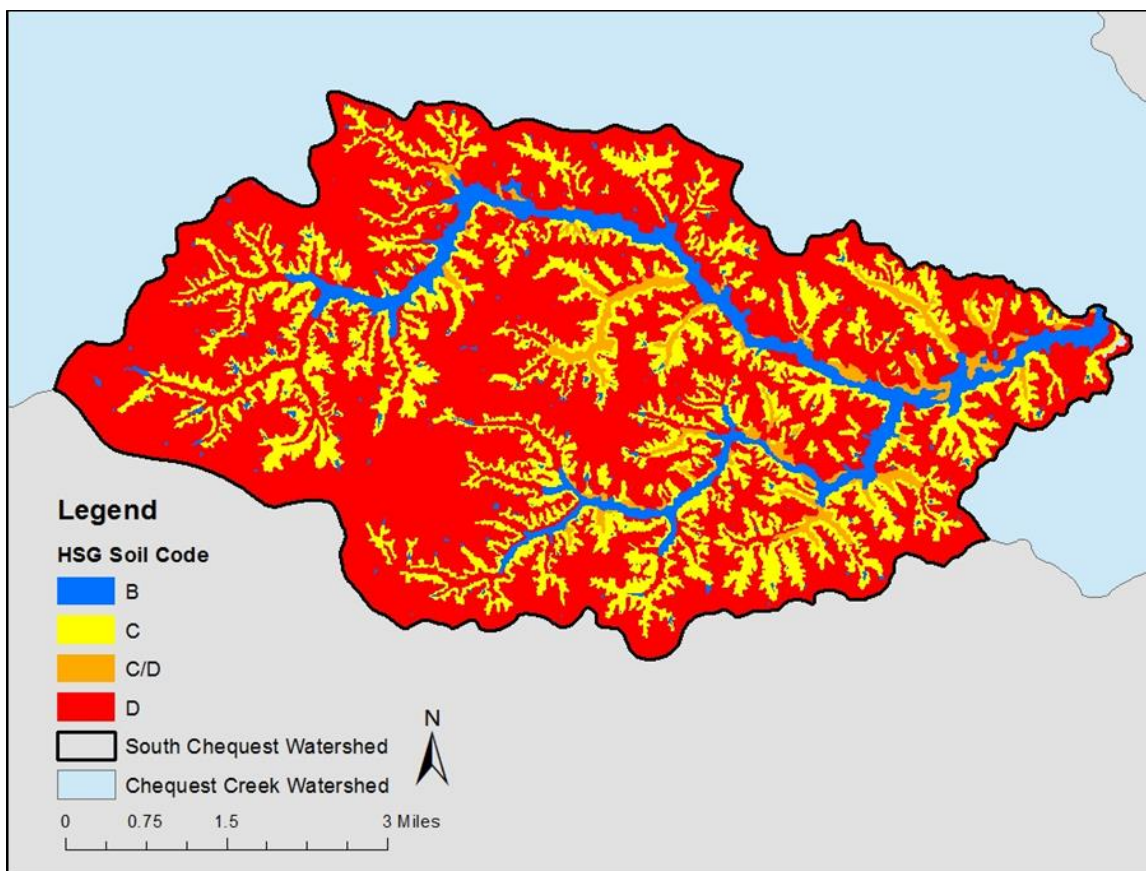 Legend
HSG Soil Code
B
C
C/D
D
South Chequest Watershed
Chequest Creek Watershed
N
0 0.75 1.5 3 Miles